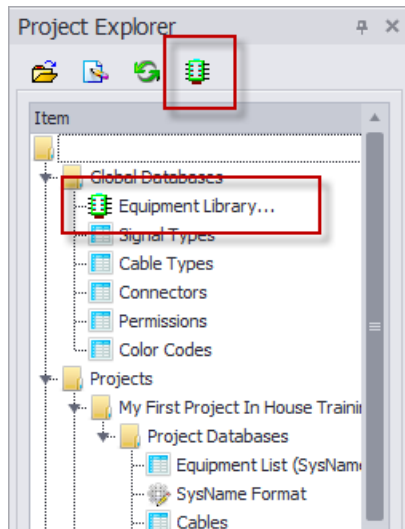 Project Explorer
Item
Global Databases
Equipment Library...
Signal Types
Cable Types
Connectors
Permissions
Color Codes
Projects
My First Project In House Trainin
Project Databases
Equipment List (SysName
SysName Format
Cables